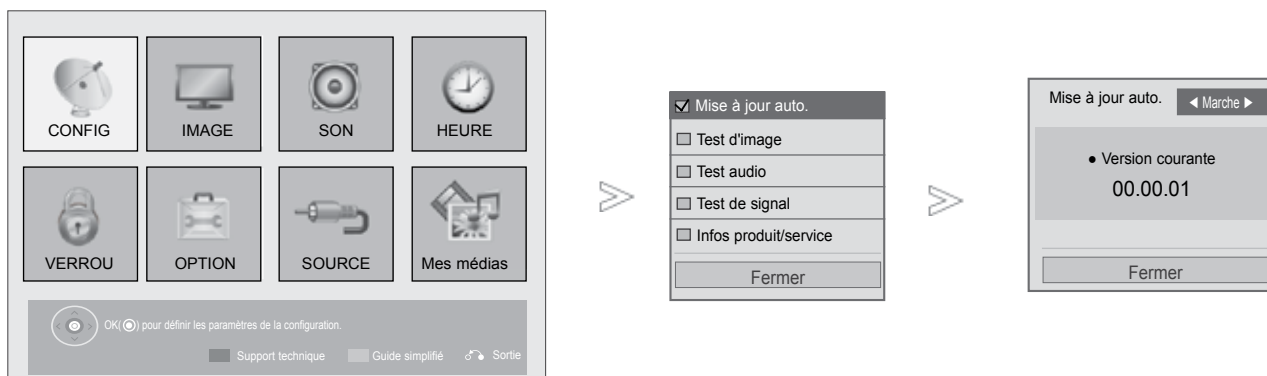 CONFIG IMAGE SON HEURE
VERROU OPTION SOURCE Mes médias
OK(◉) pour définir les paramètres de la configuration.
Support technique Guide simplifié Sortie
Mise à jour auto.
Test d'image
Test audio
Test de signal
Infos produit/service
Fermer
Mise à jour auto. ◀ Marche ▶
● Version courante
00.00.01
Fermer